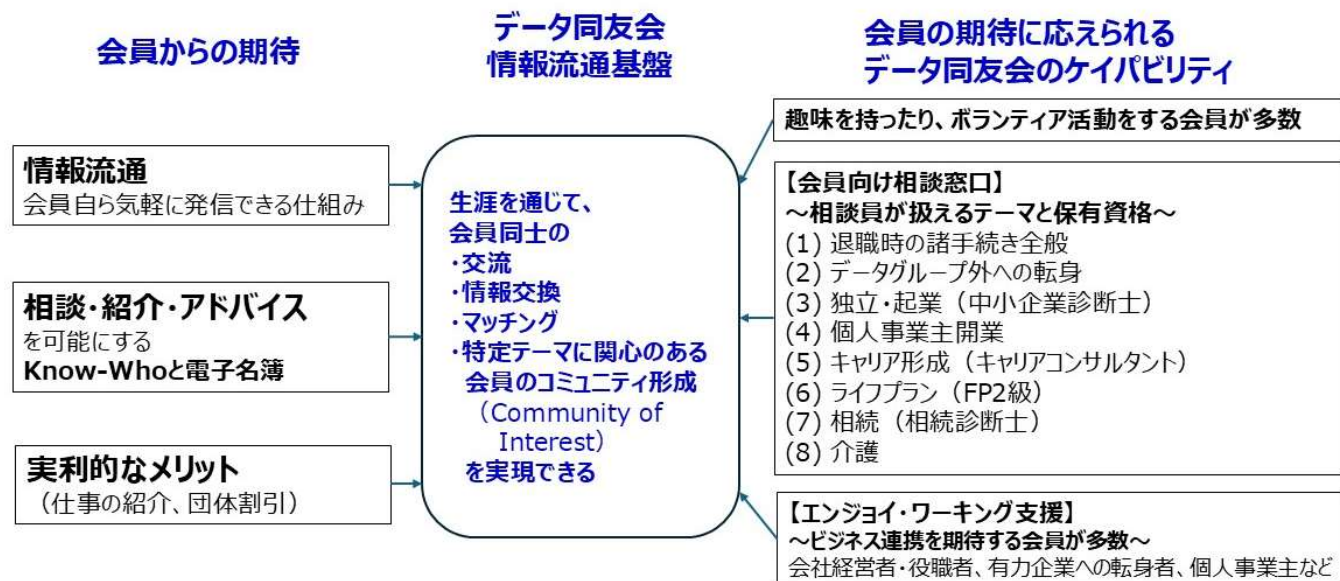 会員からの期待
データ同友会
情報流通基盤
会員の期待に応えられる
データ同友会のケイパビリティ
情報流通
会員自ら気軽に発信できる仕組み
相談・紹介・アドバイス
を可能にする
Know-Whoと電子名簿
実利的なメリット
（仕事の紹介、団体割引）
生涯を通じて、
会員同士の
・交流
・情報交換
・マッチング
・特定テーマに関心のある
会員のコミュニティ形成
（Community of
Interest）
を実現できる
趣味を持ったり、ボランティア活動をする会員が多数
【会員向け相談窓口】
～相談員が扱えるテーマと保有資格～
(1) 退職時の諸手続き全般
(2) データグループ外への転身
(3) 独立・起業（中小企業診断士）
(4) 個人事業主開業
(5) キャリア形成（キャリアコンサルタント）
(6) ライフプラン（FP2級）
(7) 相続（相続診断士）
(8) 介護
【エンジョイ・ワーキング支援】
～ビジネス連携を期待する会員が多数～
会社経営者・役職者、有力企業への転身者、個人事業主など